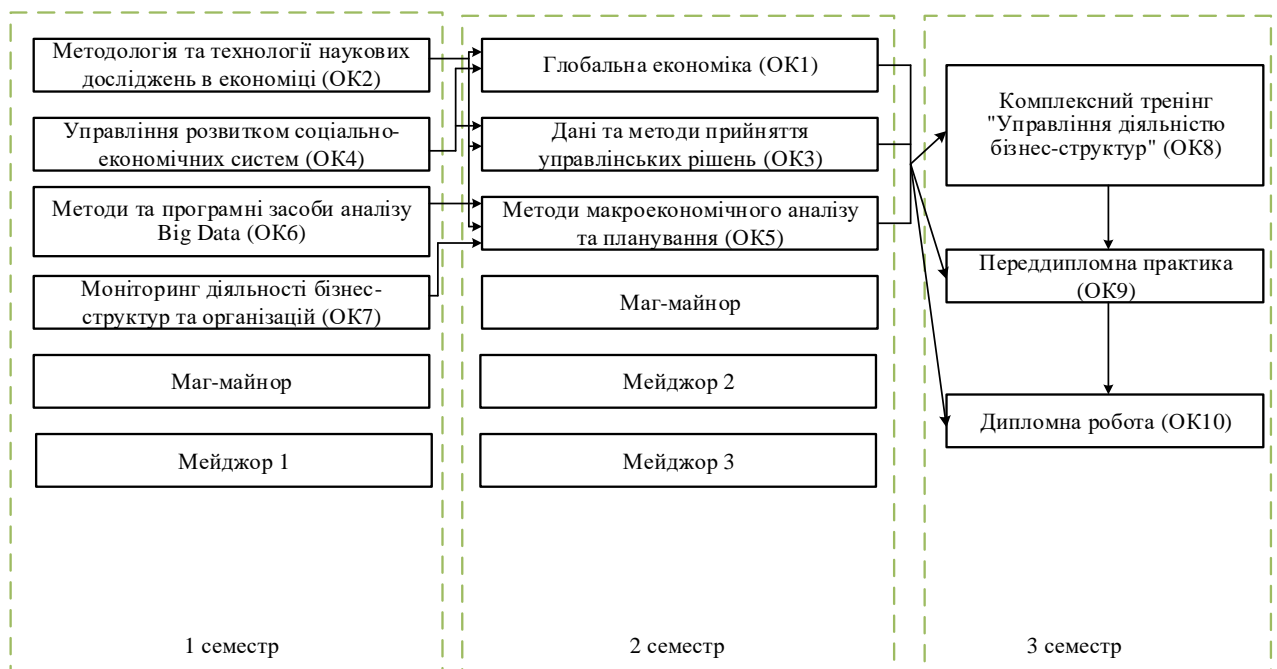 Методологія та технології наукових
досліджень в економіці (ОК2)
Управління розвитком соціально-
економічних систем (ОК4)
Методи та програмні засоби аналізу
Big Data (ОК6)
Моніторинг діяльності бізнес-
структур та організацій (ОК7)
Маг-майнор
Мейджор 1
1 семестр
Глобальна економіка (ОК1)
Дані та методи прийняття
управлінських рішень (ОК3)
Методи макроекономічного аналізу
та планування (ОК5)
Маг-майнор
Мейджор 2
Мейджор 3
2 семестр
Комплексний тренінг
"Управління діяльністю
бізнес-структур" (ОК8)
Переддипломна практика
(ОК9)
Дипломна робота (ОК10)
3 семестр